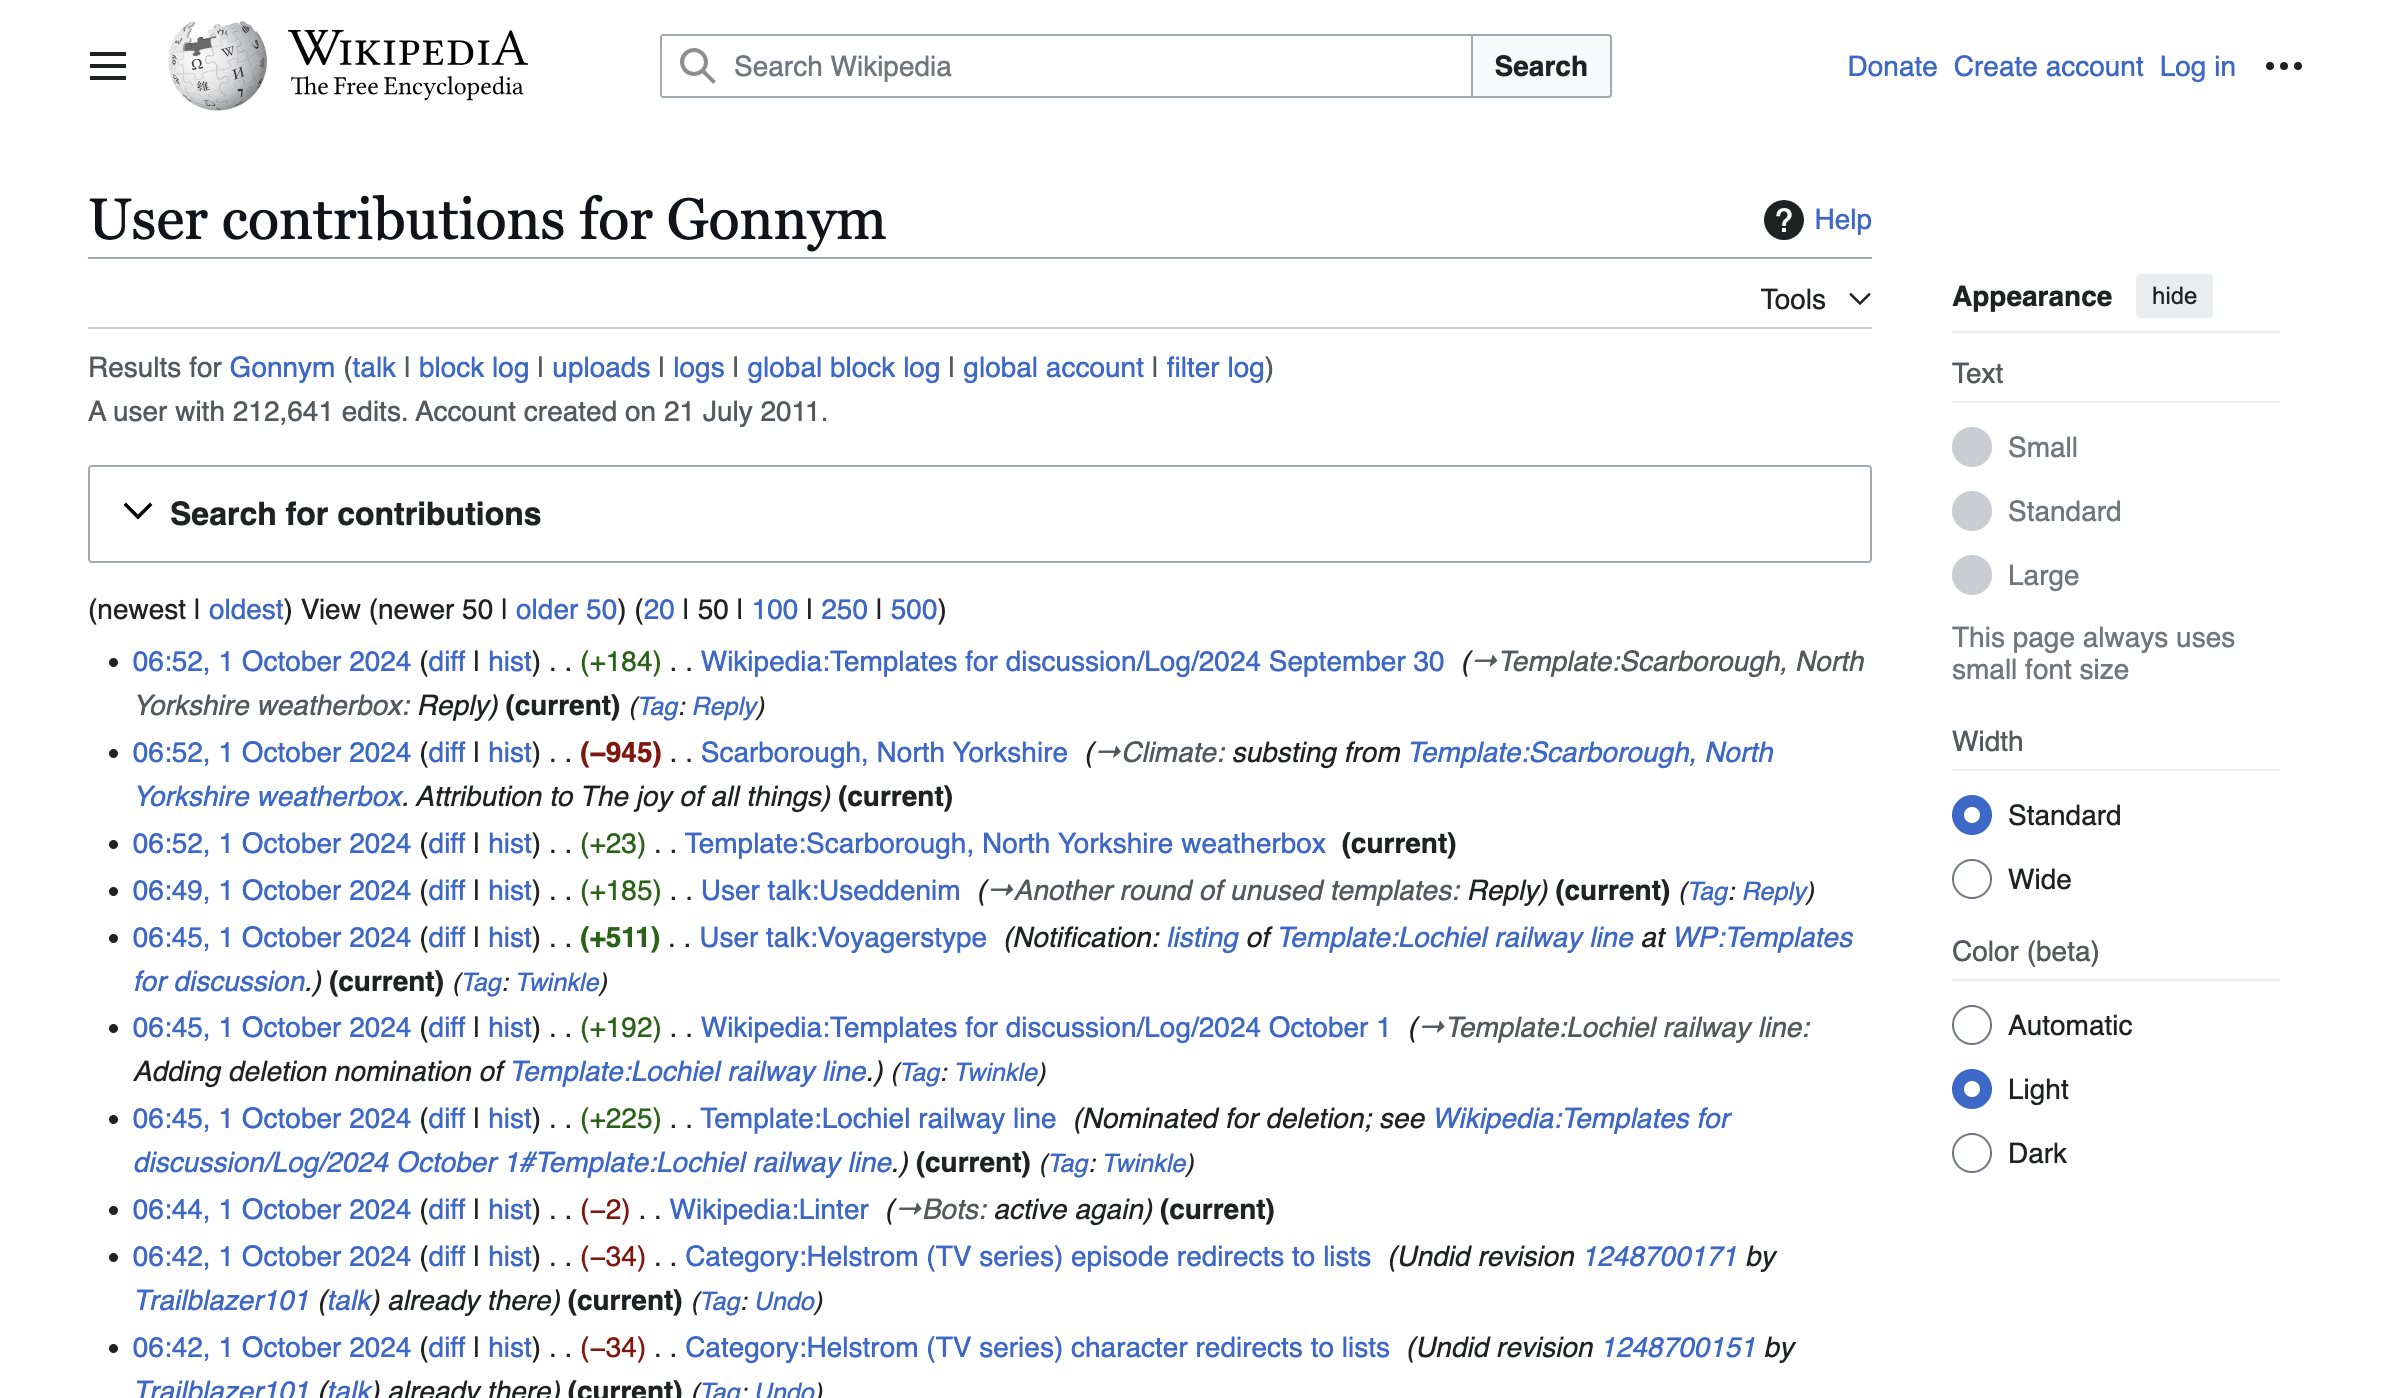 WIKIPEDIA
The Free Encyclopedia
Search Wikipedia
Search
Donate Create account Log in
User contributions for Gonnym
? Help
Tools
Results for Gonnym (talk | block log | uploads | logs | global block log | global account | filter log)
A user with 212,641 edits. Account created on 21 July 2011.
Search for contributions
(newest | oldest) View (newer 50 | older 50) (20 | 50 | 100 | 250 | 500)
• 06:52, 1 October 2024 (diff | hist) . . (+184) . . Wikipedia:Templates for discussion/Log/2024 September 30 (→Template:Scarborough, North
Yorkshire weatherbox: Reply) (current) (Tag: Reply)
• 06:52, 1 October 2024 (diff | hist) . . (−945) . . Scarborough, North Yorkshire (→Climate: substing from Template:Scarborough, North
Yorkshire weatherbox. Attribution to The joy of all things) (current)
• 06:52, 1 October 2024 (diff | hist) . . (+23) . . Template:Scarborough, North Yorkshire weatherbox (current)
• 06:49, 1 October 2024 (diff | hist) . . (+185) . . User talk:Useddenim (→Another round of unused templates: Reply) (current) (Tag: Reply)
• 06:45, 1 October 2024 (diff | hist) . . (+511) . . User talk:Voyagerstype (Notification: listing of Template:Lochiel railway line at WP:Templates
for discussion.) (current) (Tag: Twinkle)
• 06:45, 1 October 2024 (diff | hist) . . (+192) . . Wikipedia:Templates for discussion/Log/2024 October 1 (→Template:Lochiel railway line:
Adding deletion nomination of Template:Lochiel railway line.) (Tag: Twinkle)
• 06:45, 1 October 2024 (diff | hist) . . (+225) . . Template:Lochiel railway line (Nominated for deletion; see Wikipedia:Templates for
discussion/Log/2024 October 1#Template:Lochiel railway line.) (current) (Tag: Twinkle)
• 06:44, 1 October 2024 (diff | hist) . . (−2) . . Wikipedia:Linter (→Bots: active again) (current)
• 06:42, 1 October 2024 (diff | hist) . . (−34) . . Category:Helstrom (TV series) episode redirects to lists (Undid revision 1248700171 by
Trailblazer101 (talk) already there) (current) (Tag: Undo)
• 06:42, 1 October 2024 (diff | hist) . . (−34) . . Category:Helstrom (TV series) character redirects to lists (Undid revision 1248700151 by
Trailblazer101 (talk) already there) (current) (Tag: Undo)
Appearance hide
Text
Small
Standard
Large
This page always uses
small font size
Width
Standard
Wide
Color (beta)
Automatic
Light
Dark